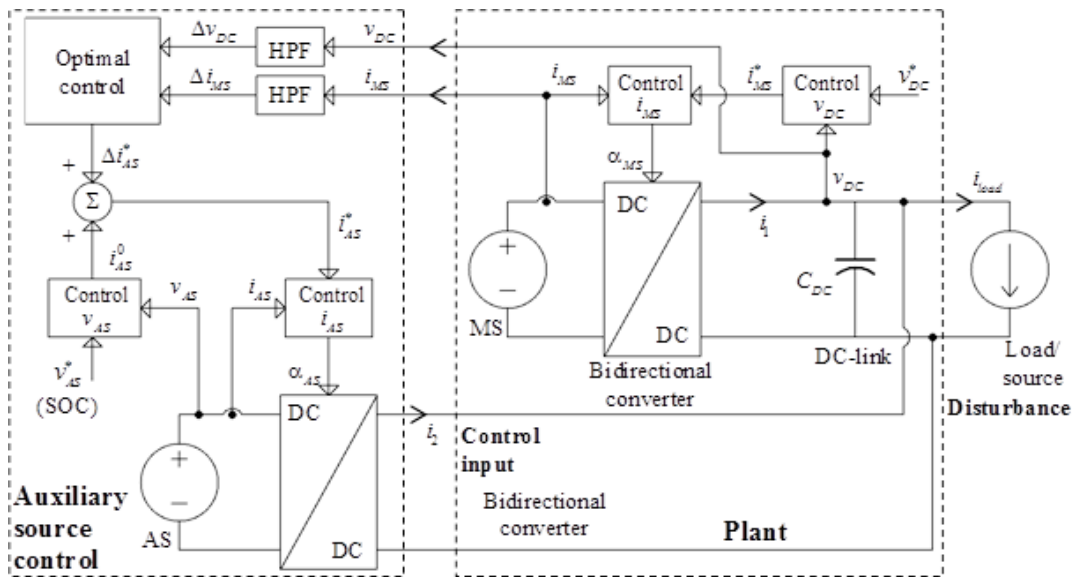 Optimal
control
Δv_DC
HPF
v_DC
Δi_MS
HPF
i_MS
i_MS
Control
i_MS
i*_MS
Control
v_DC
v*_DC
+
Δi*_AS
Σ
+
i*_AS
i⁰_AS
Control
v_AS
v_AS
i_AS
Control
i_AS
v*_AS
(SOC)
α_AS
DC
DC
+
−
AS
i_2
Auxiliary
source
control
α_MS
DC
DC
+
−
MS
Bidirectional
converter
i_1
v_DC
C_DC
DC-link
i_load
Load/
source
Disturbance
Control
input
Bidirectional
converter
Plant